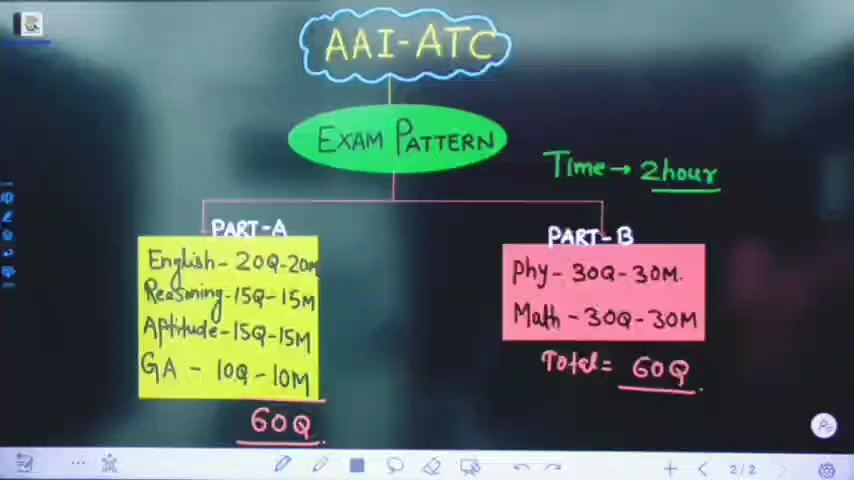 AAI-ATC
EXAM PATTERN
Time → 2hour
PART-A
English - 20Q-20M
Reasoning-15Q-15M
Aptitude-15Q-15M
GA - 10Q-10M
60Q
PART-B
Phy - 30Q-30M.
Math - 30Q-30M
Total = 60Q
2/2